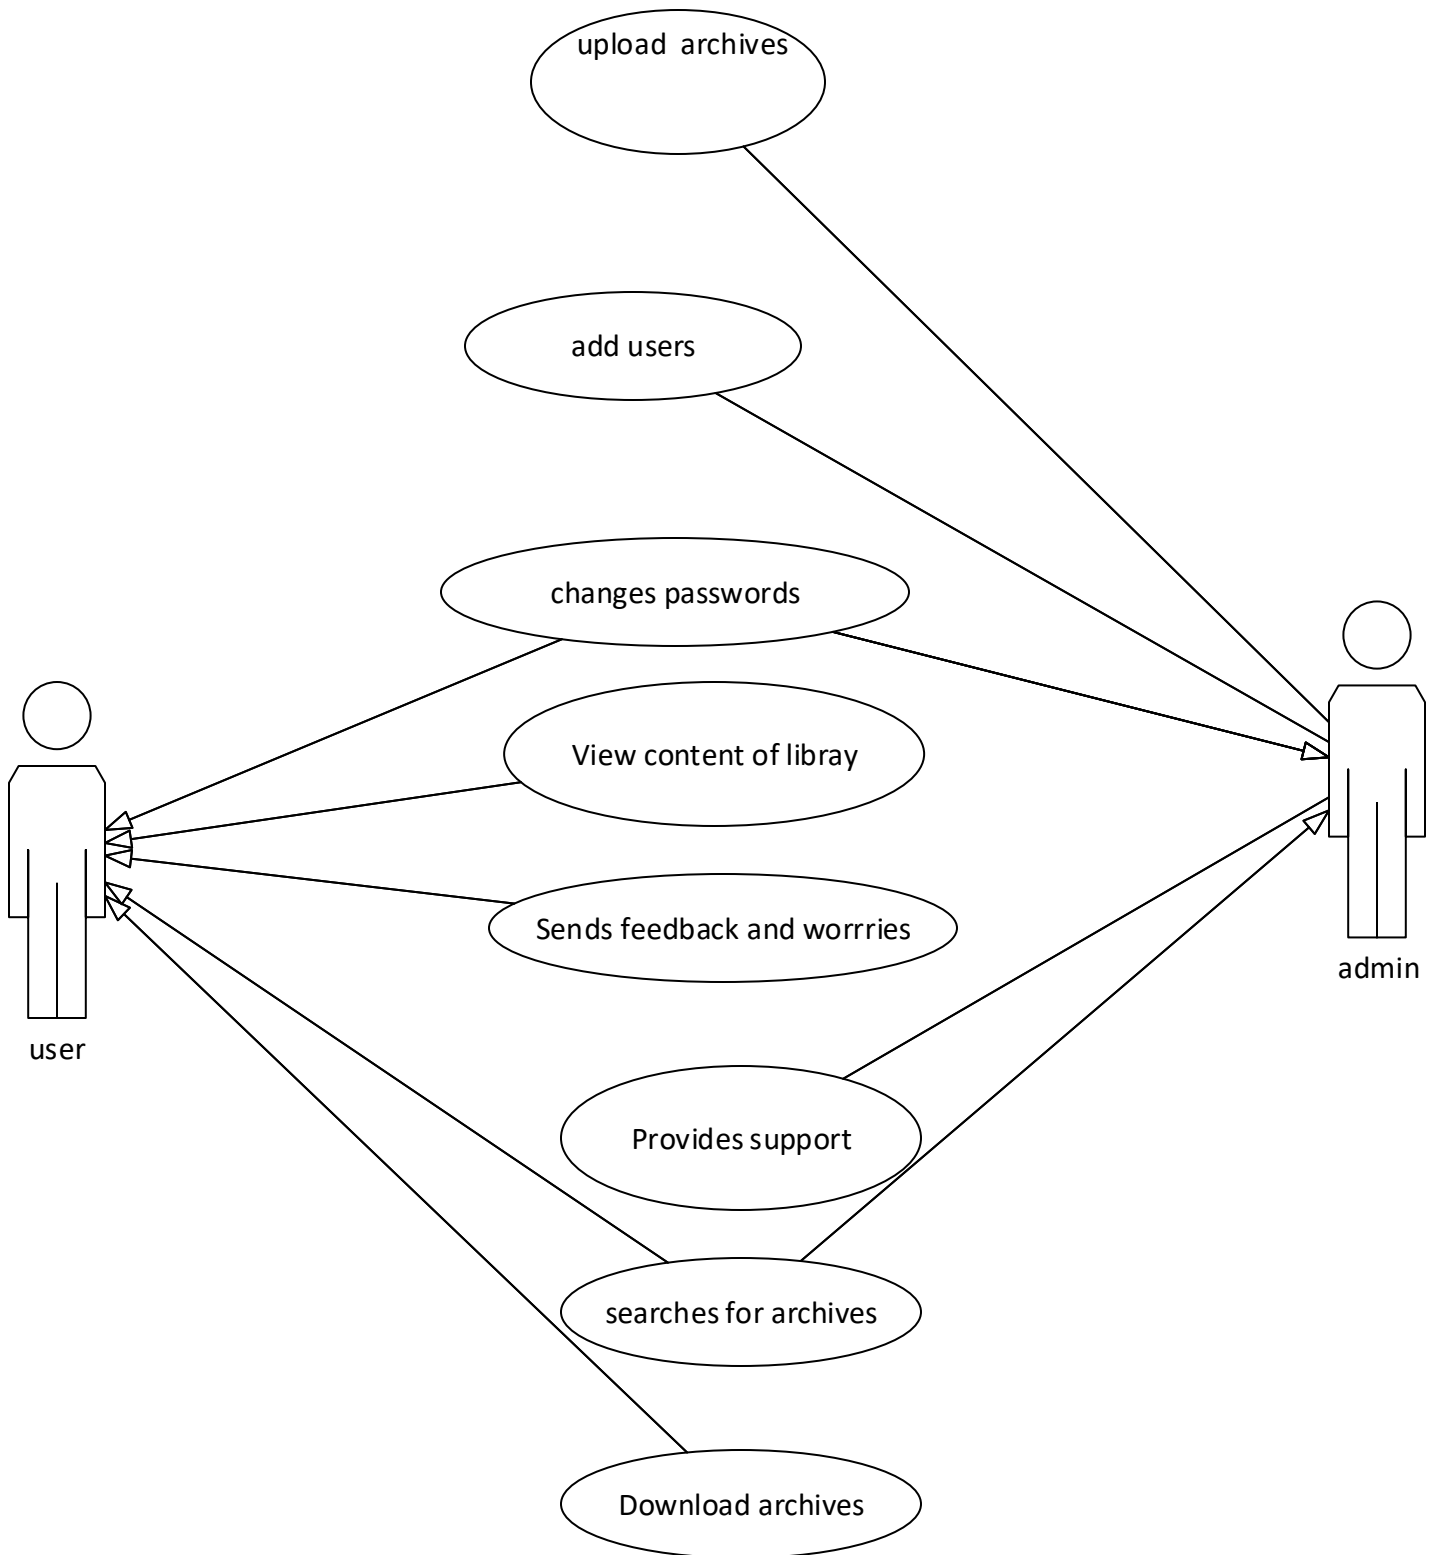 upload  archives
add users
changes passwords
View content of libray
Sends feedback and worrries
admin
user
Provides support
searches for archives
Download archives